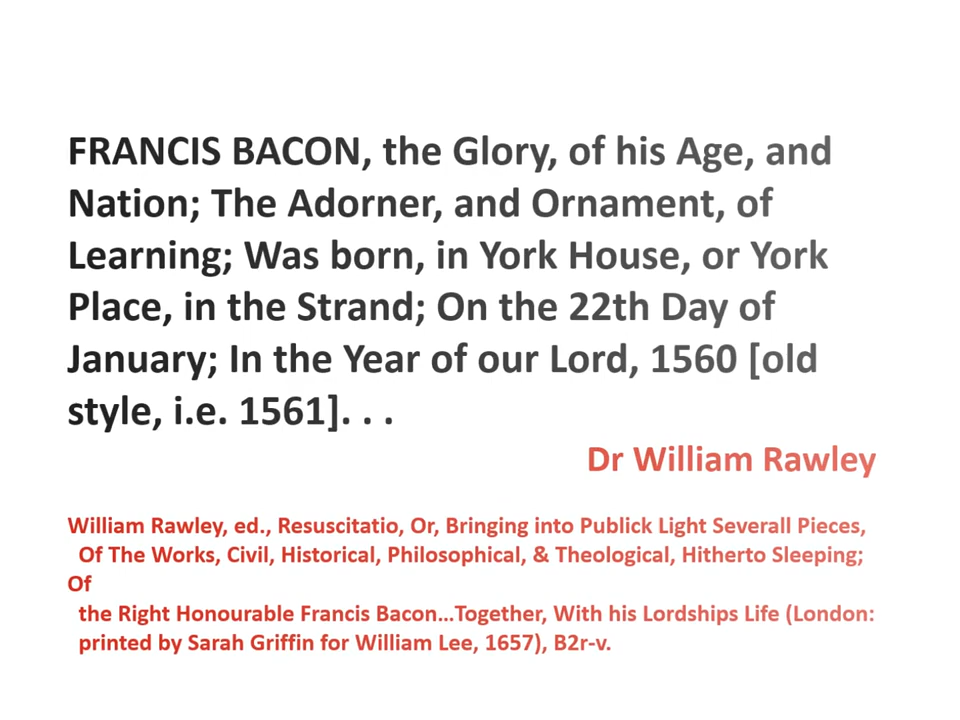 FRANCIS BACON, the Glory, of his Age, and
Nation; The Adorner, and Ornament, of
Learning; Was born, in York House, or York
Place, in the Strand; On the 22th Day of
January; In the Year of our Lord, 1560 [old
style, i.e. 1561]. . .
Dr William Rawley
William Rawley, ed., Resuscitatio, Or, Bringing into Publick Light Severall Pieces,
Of The Works, Civil, Historical, Philosophical, & Theological, Hitherto Sleeping;
Of
the Right Honourable Francis Bacon...Together, With his Lordships Life (London:
printed by Sarah Griffin for William Lee, 1657), B2r-v.